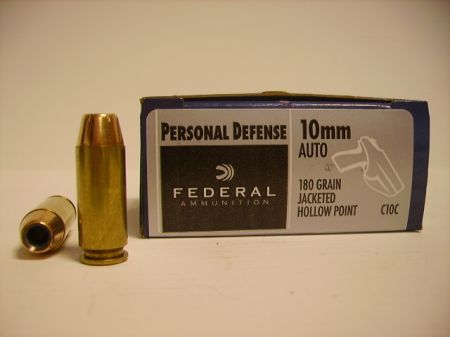 PERSONAL DEFENSE
FEDERAL
AMMUNITION
10mm
AUTO
180 GRAIN
JACKETED
HOLLOW POINT
C10C